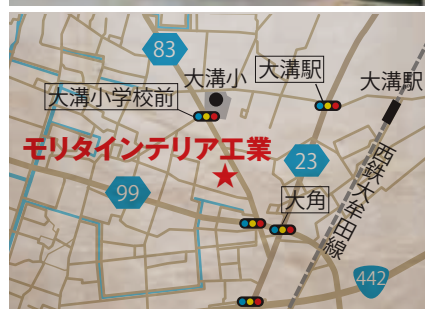 83
大溝小
大溝駅
大溝駅
大溝小学校前
モリタインテリア工業
23
西鉄大牟田線
99
大角
442